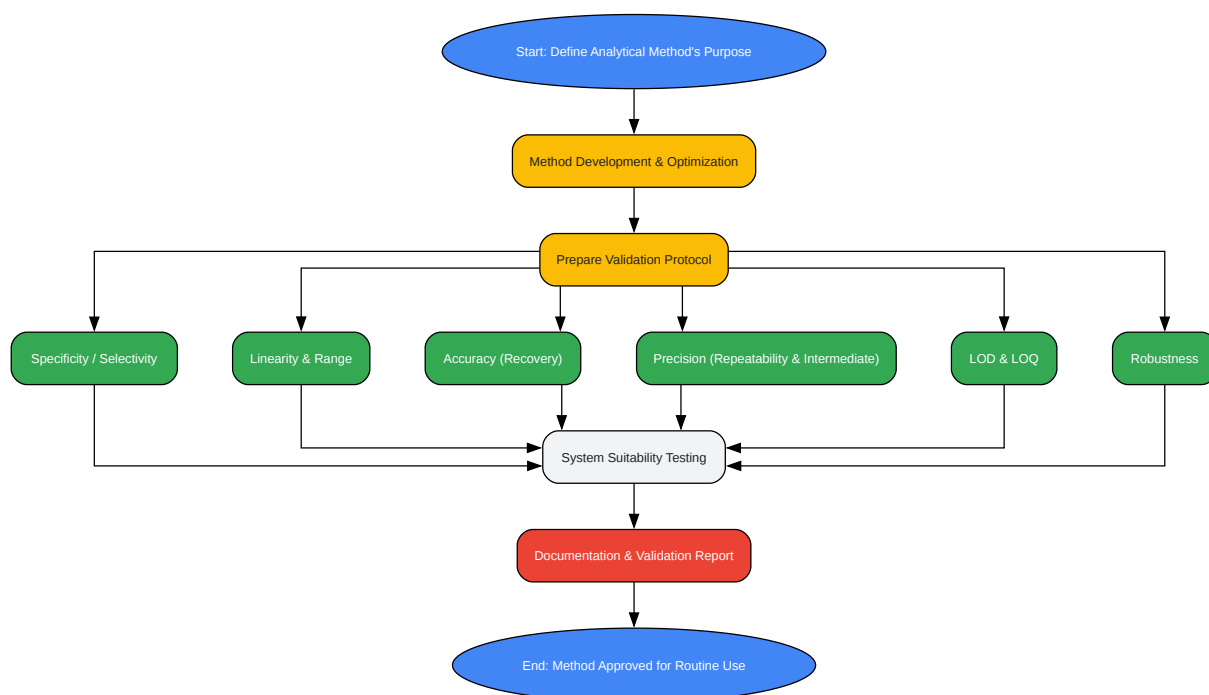 Start: Define Analytical Method's Purpose
Method Development & Optimization
Prepare Validation Protocol
Specificity / Selectivity
Linearity & Range
Accuracy (Recovery)
Precision (Repeatability & Intermediate)
LOD & LOQ
Robustness
System Suitability Testing
Documentation & Validation Report
End: Method Approved for Routine Use